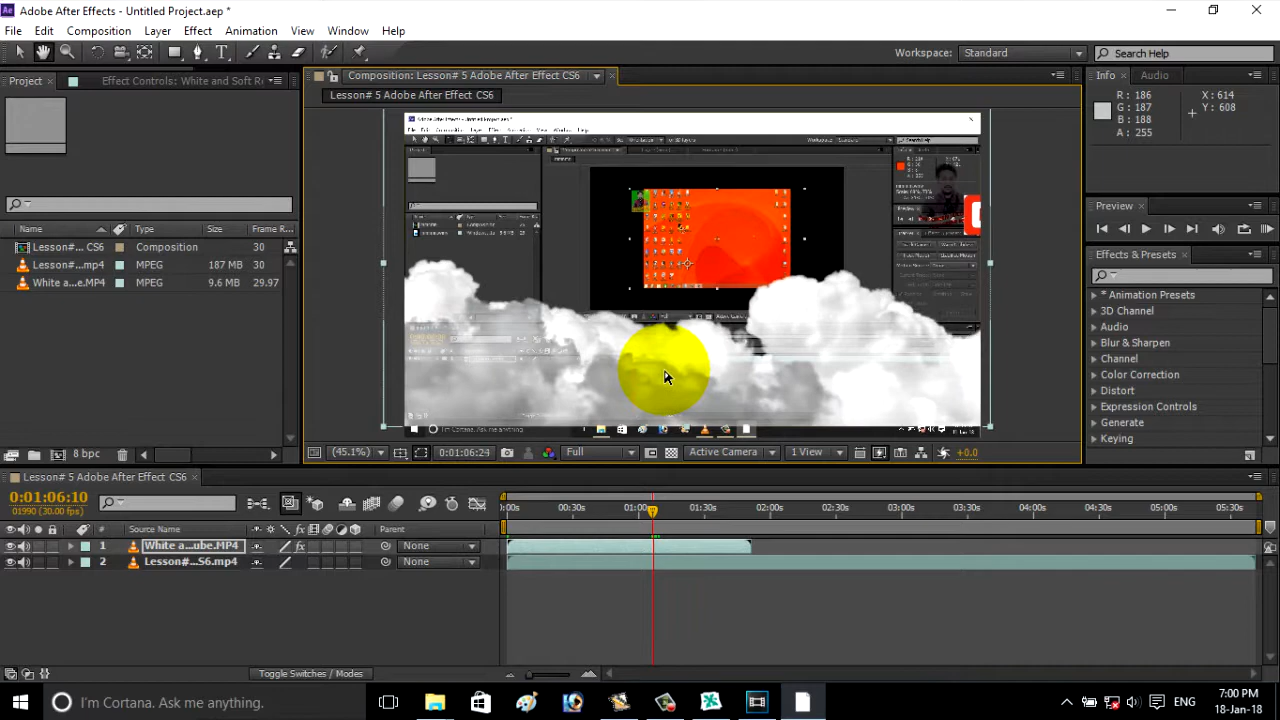 Adobe After Effects - Untitled Project.aep *
File Edit Composition Layer Effect Animation View Window Help
Workspace: Standard Search Help
Project Effect Controls: White and Soft Re
Composition: Lesson# 5 Adobe After Effect CS6
Info Audio
Lesson# 5 Adobe After Effect CS6
R: 186 X: 614
G: 187 Y: 608
B: 188
A: 255
Name Type Size Frame
Lesson#... CS6 Composition 30
Lesson#...mp4 MPEG 187 MB 30
White a...e.MP4 MPEG 9.6 MB 29.97
Preview
Effects & Presets
* Animation Presets
3D Channel
Audio
Blur & Sharpen
Channel
Color Correction
Distort
Expression Controls
Generate
Keying
I'm Cortana. Ask me anything.
8 bpc
(45.1%) 0:01:06:24 Full Active Camera 1 View +0.0
Lesson# 5 Adobe After Effect CS6
0:01:06:10
01990 (30.00 fps)
:00s 00:30s 01:00s 01:30s 02:00s 02:30s 03:00s 03:30s 04:00s 04:30s 05:00s 05:30s
# Source Name Parent
1 White a...ube.MP4 None
2 Lesson#...S6.mp4 None
Toggle Switches / Modes
I'm Cortana. Ask me anything.
ENG
7:00 PM
18-Jan-18